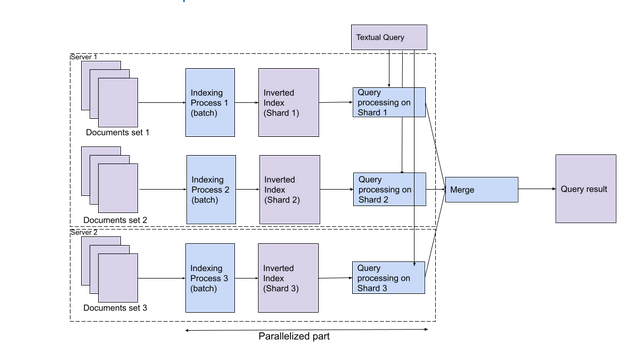 Textual Query
Server 1
Indexing
Process 1
(batch)
Inverted
Index
(Shard 1)
Query
processing on
Shard 1
Documents set 1
Indexing
Process 2
(batch)
Inverted
Index
(Shard 2)
Query
processing on
Shard 2
Merge
Query result
Documents set 2
Server 2
Indexing
Process 3
(batch)
Inverted
Index
(Shard 3)
Query
processing on
Shard 3
Documents set 3
Parallelized part